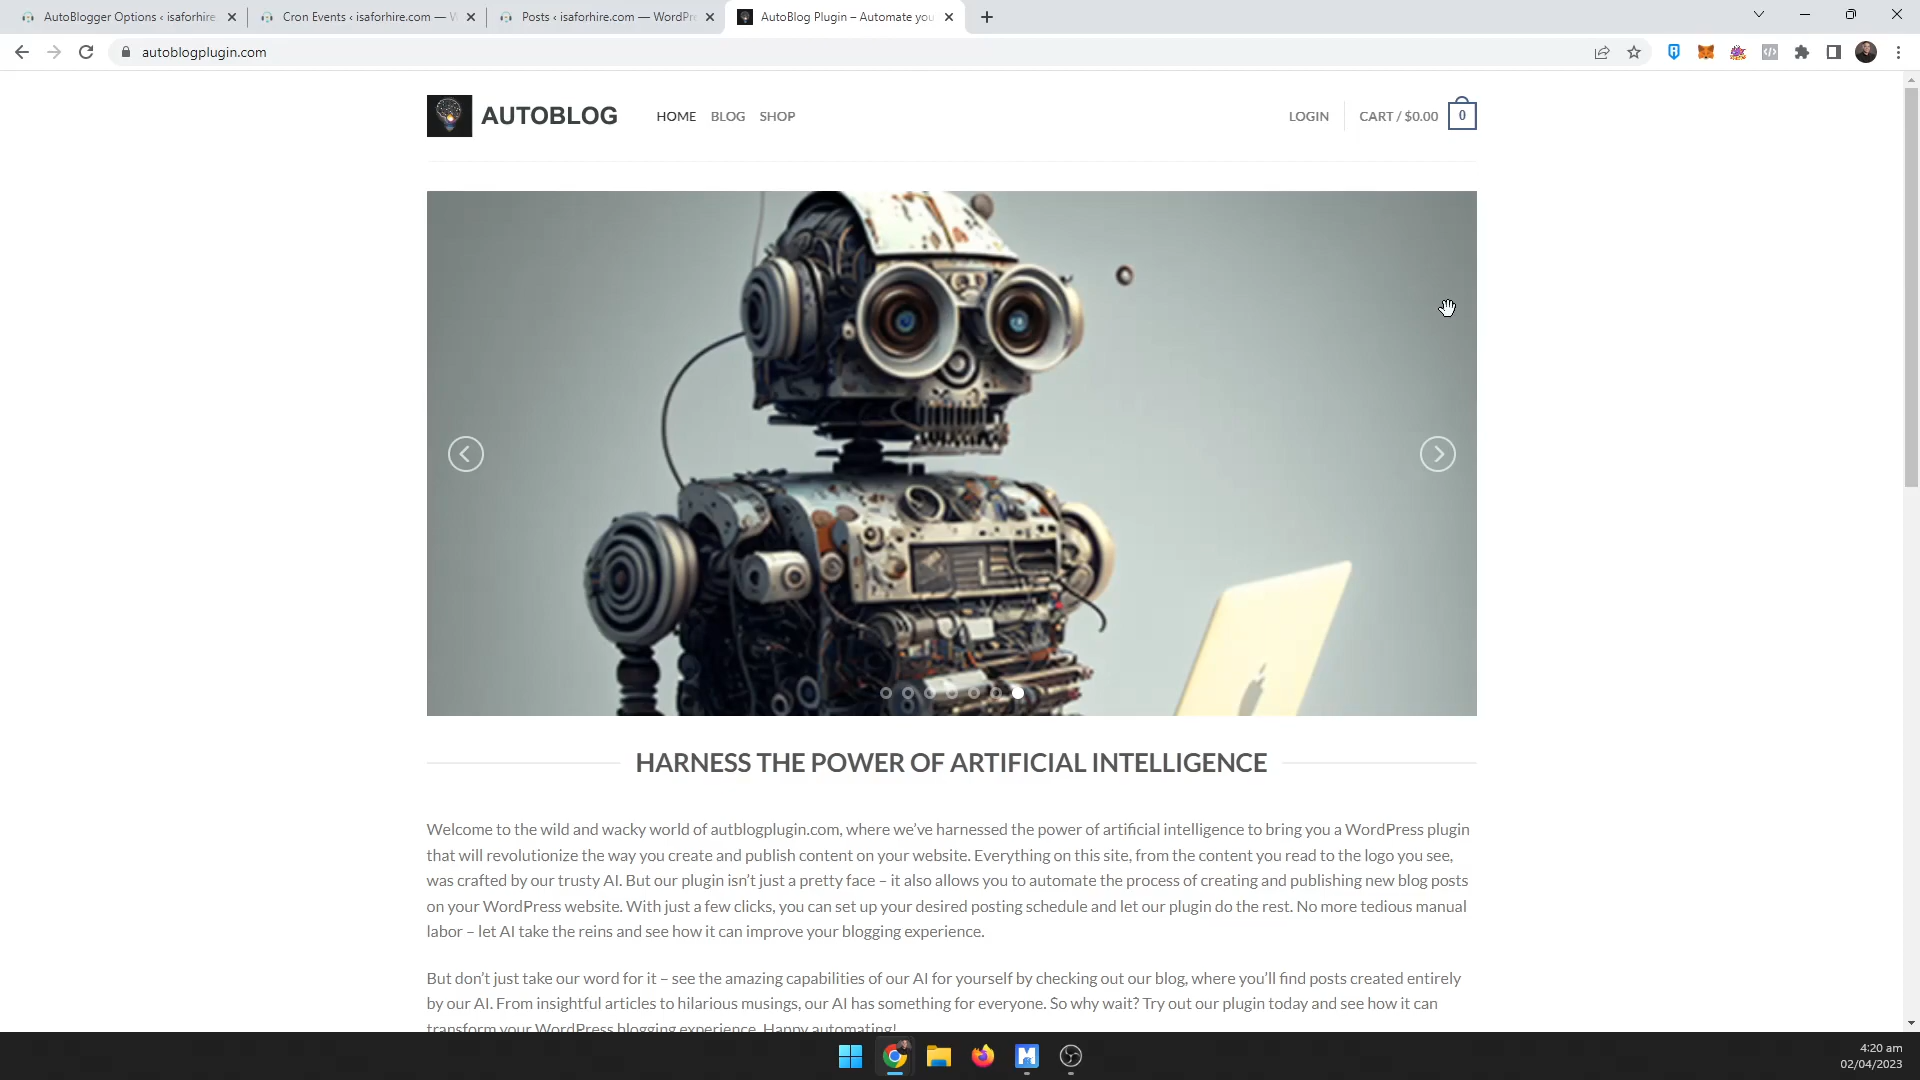 AutoBlogger Options ‹ isaforhire.
Cron Events ‹ isaforhire.com — W
Posts ‹ isaforhire.com — WordPre
AutoBlog Plugin – Automate you
autoblogplugin.com
AUTOBLOG
HOME
BLOG
SHOP
LOGIN
CART / $0.00
0
HARNESS THE POWER OF ARTIFICIAL INTELLIGENCE
Welcome to the wild and wacky world of autblogplugin.com, where we’ve harnessed the power of artificial intelligence to bring you a WordPress plugin
that will revolutionize the way you create and publish content on your website. Everything on this site, from the content you read to the logo you see,
was crafted by our trusty AI. But our plugin isn’t just a pretty face – it also allows you to automate the process of creating and publishing new blog posts
on your WordPress website. With just a few clicks, you can set up your desired posting schedule and let our plugin do the rest. No more tedious manual
labor – let AI take the reins and see how it can improve your blogging experience.
But don’t just take our word for it – see the amazing capabilities of our AI for yourself by checking out our blog, where you’ll find posts created entirely
by our AI. From insightful articles to hilarious musings, our AI has something for everyone. So why wait? Try out our plugin today and see how it can
transform your WordPress blogging experience. Happy automating!
4:20 am
02/04/2023